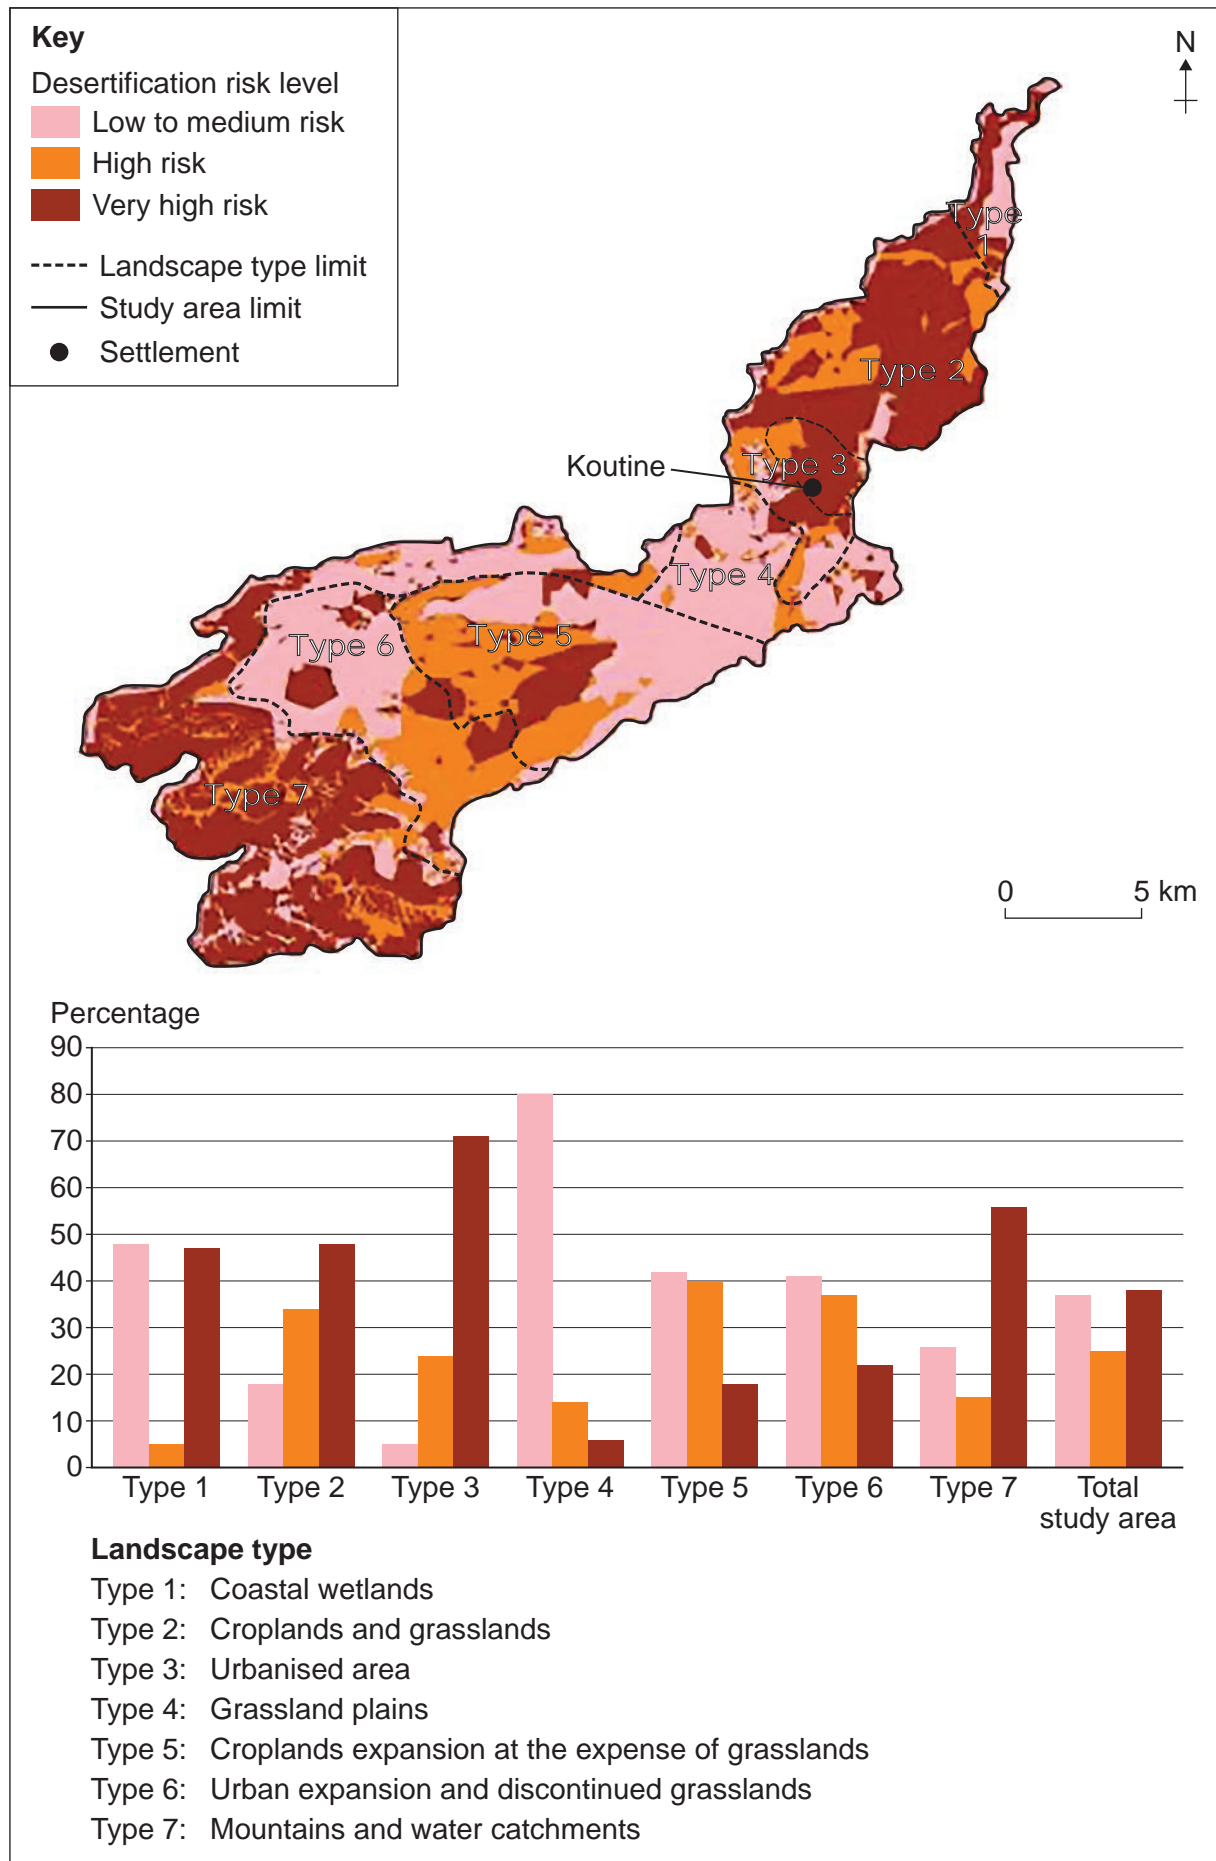 Key
Desertification risk level
Low to medium risk
High risk
Very high risk
Landscape type limit
Study area limit
Settlement
N
Type
1
Type 2
Koutine
Type 3
Type 4
Type 5
Type 6
Type 7
0 5 km
Percentage
90
80
70
60
50
40
30
20
10
0
Type 1 Type 2 Type 3 Type 4 Type 5 Type 6 Type 7 Total
study area
Landscape type
Type 1: Coastal wetlands
Type 2: Croplands and grasslands
Type 3: Urbanised area
Type 4: Grassland plains
Type 5: Croplands expansion at the expense of grasslands
Type 6: Urban expansion and discontinued grasslands
Type 7: Mountains and water catchments